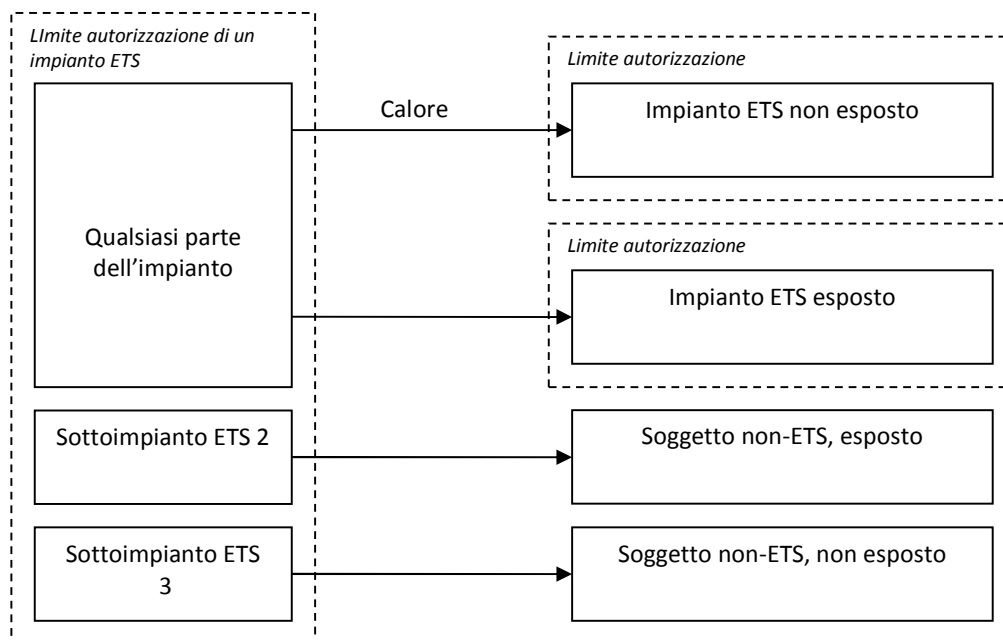 LImite autorizzazione di un
impianto ETS
Qualsiasi parte
dell'impianto
Sottoimpianto ETS 2
Sottoimpianto ETS
3
Calore
Limite autorizzazione
Impianto ETS non esposto
Limite autorizzazione
Impianto ETS esposto
Soggetto non-ETS, esposto
Soggetto non-ETS, non esposto